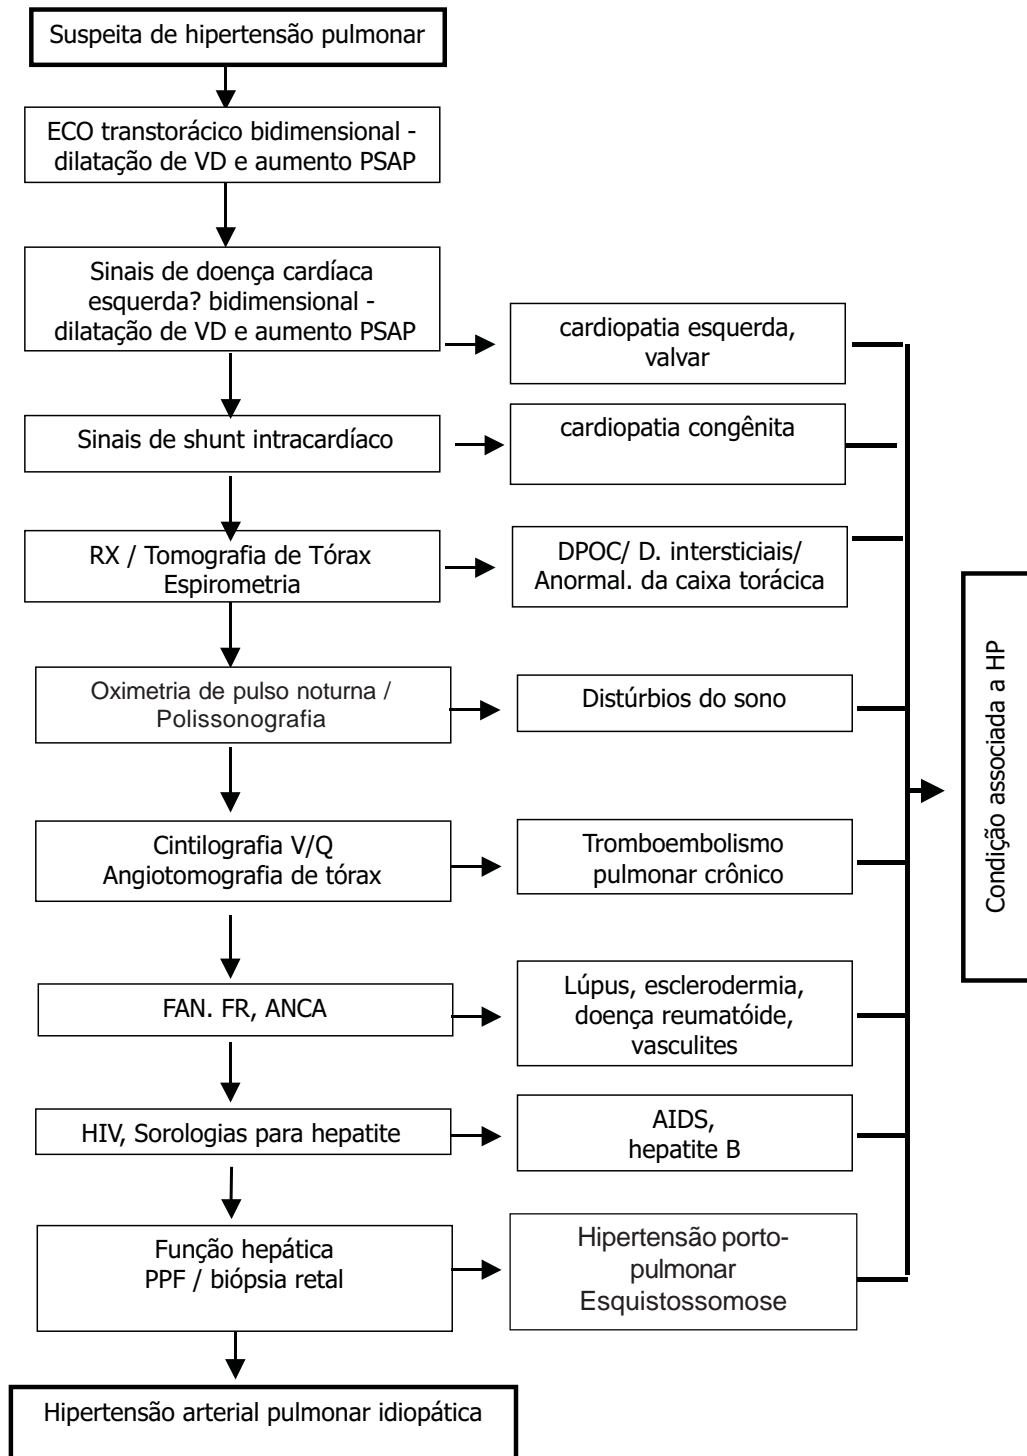 Suspeita de hipertensão pulmonar
ECO transtorácico bidimensional -
dilatação de VD e aumento PSAP
Sinais de doença cardíaca
esquerda? bidimensional -
dilatação de VD e aumento PSAP
cardiopatia esquerda,
valvar
Sinais de shunt intracardíaco
cardiopatia congênita
RX / Tomografia de Tórax
Espirometria
DPOC/ D. intersticiais/
Anormal. da caixa torácica
Oximetria de pulso noturna /
Polissonografia
Distúrbios do sono
Cintilografia V/Q
Angiotomografia de tórax
Tromboembolismo
pulmonar crônico
FAN. FR, ANCA
Lúpus, esclerodermia,
doença reumatóide,
vasculites
HIV, Sorologias para hepatite
AIDS,
hepatite B
Função hepática
PPF / biópsia retal
Hipertensão porto-
pulmonar
Esquistossomose
Hipertensão arterial pulmonar idiopática
Condição associada a HP